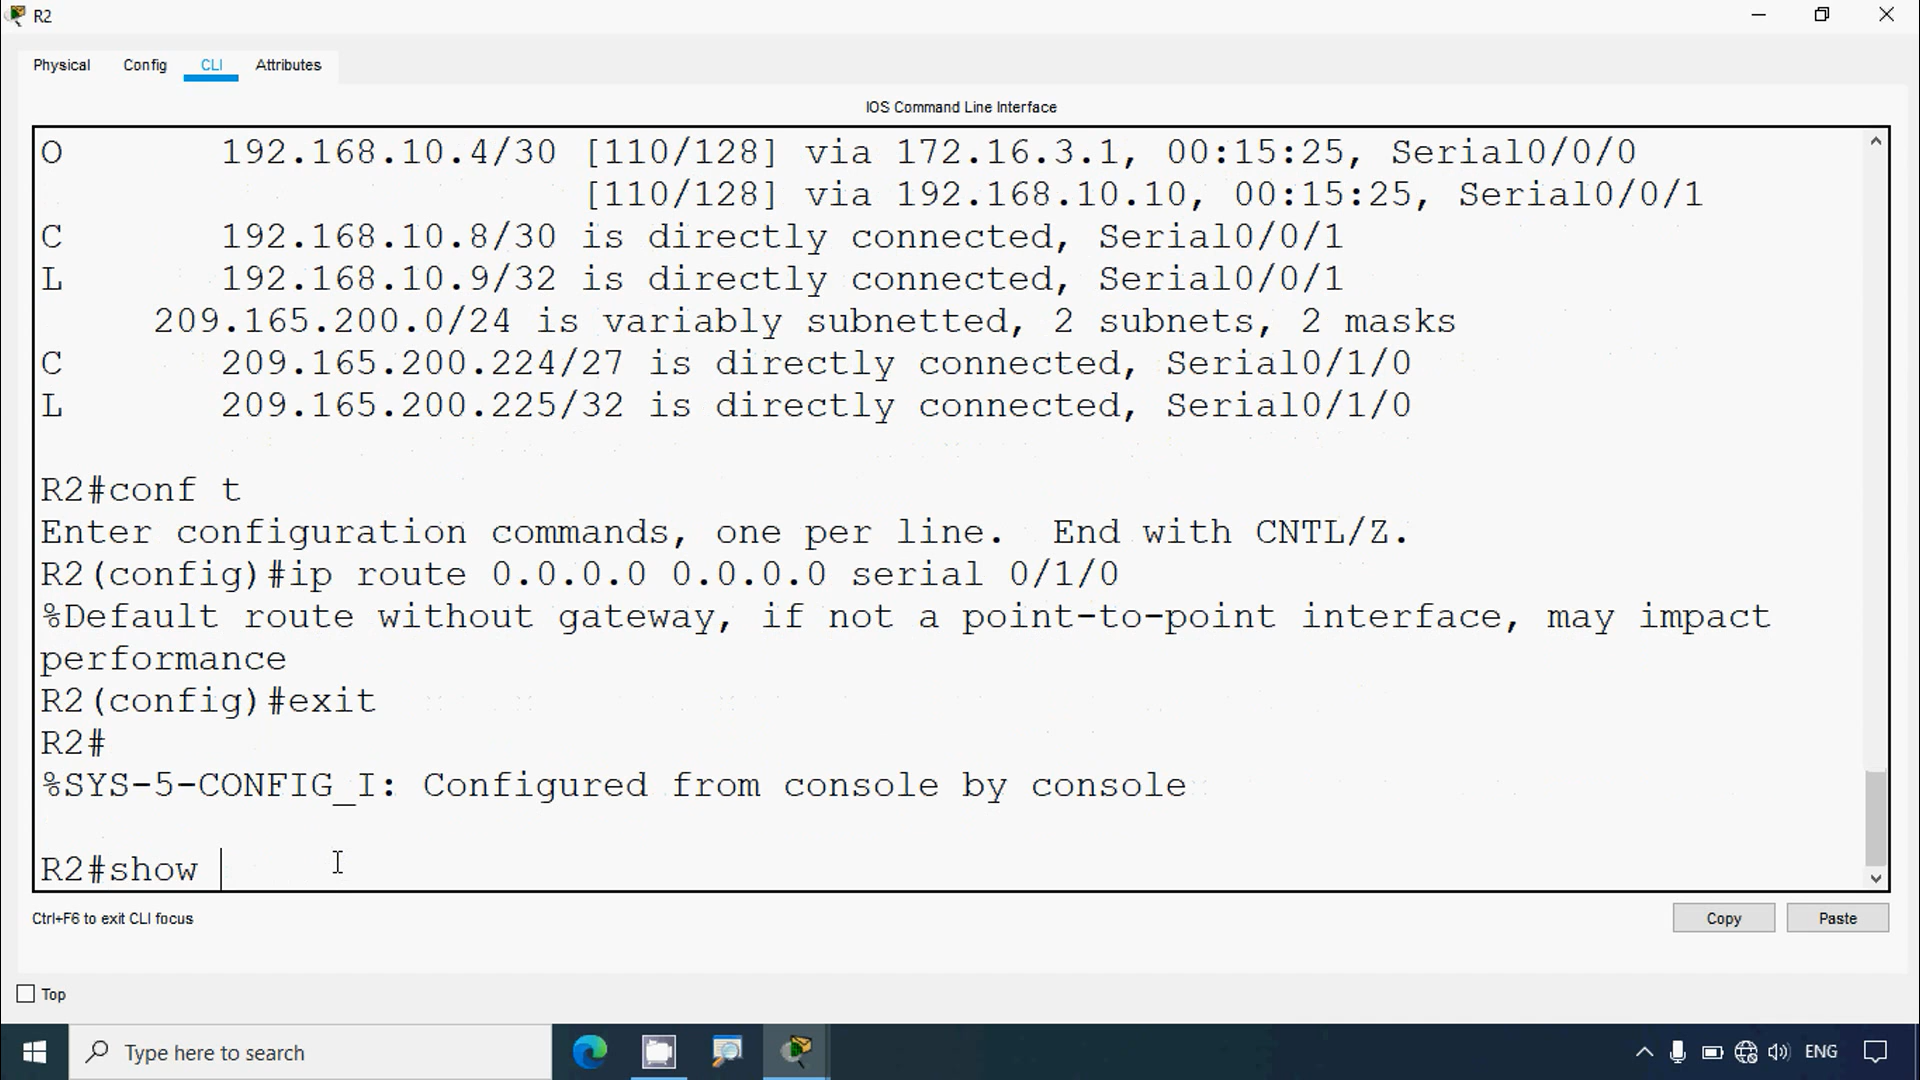 R2
Physical Config CLI Attributes
IOS Command Line Interface
O 192.168.10.4/30 [110/128] via 172.16.3.1, 00:15:25, Serial0/0/0
[110/128] via 192.168.10.10, 00:15:25, Serial0/0/1
C 192.168.10.8/30 is directly connected, Serial0/0/1
L 192.168.10.9/32 is directly connected, Serial0/0/1
209.165.200.0/24 is variably subnetted, 2 subnets, 2 masks
C 209.165.200.224/27 is directly connected, Serial0/1/0
L 209.165.200.225/32 is directly connected, Serial0/1/0
R2#conf t
Enter configuration commands, one per line. End with CNTL/Z.
R2(config)#ip route 0.0.0.0 0.0.0.0 serial 0/1/0
%Default route without gateway, if not a point-to-point interface, may impact
performance
R2(config)#exit
R2#
%SYS-5-CONFIG_I: Configured from console by console
R2#show
Ctrl+F6 to exit CLI focus
Copy Paste
Top
Type here to search
ENG